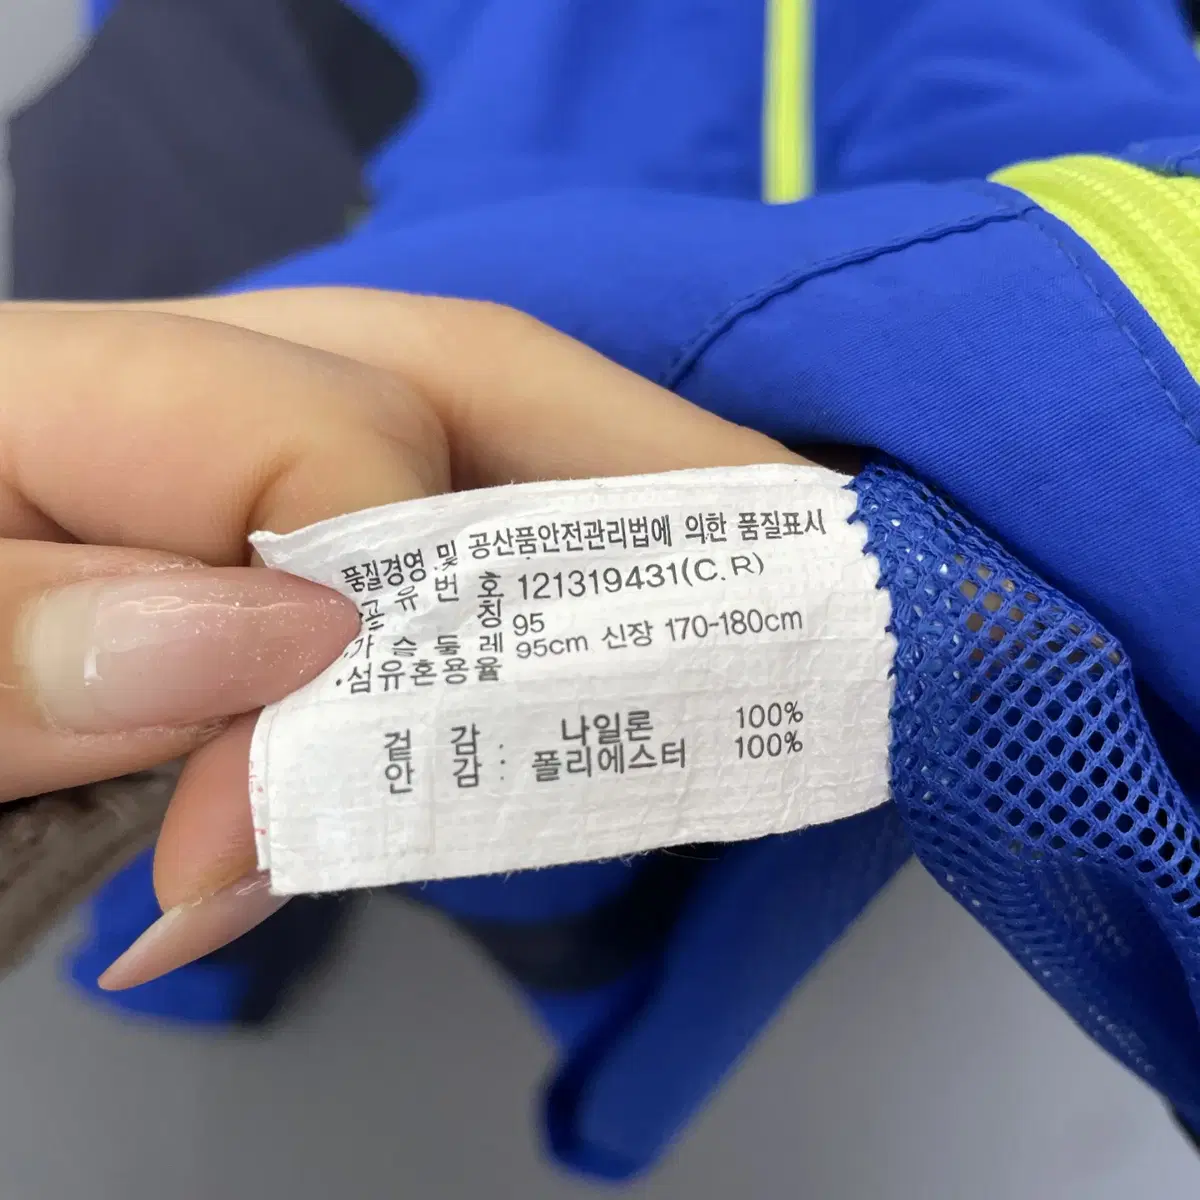 품질경영 및 공산품안전관리법에 의한 품질표시
고유번호 121319431(C.R)
칭 95
가슴둘레 95cm 신장 170-180cm
·섬유혼용율
겉 감 : 나일론 100%
안 감 : 폴리에스터 100%